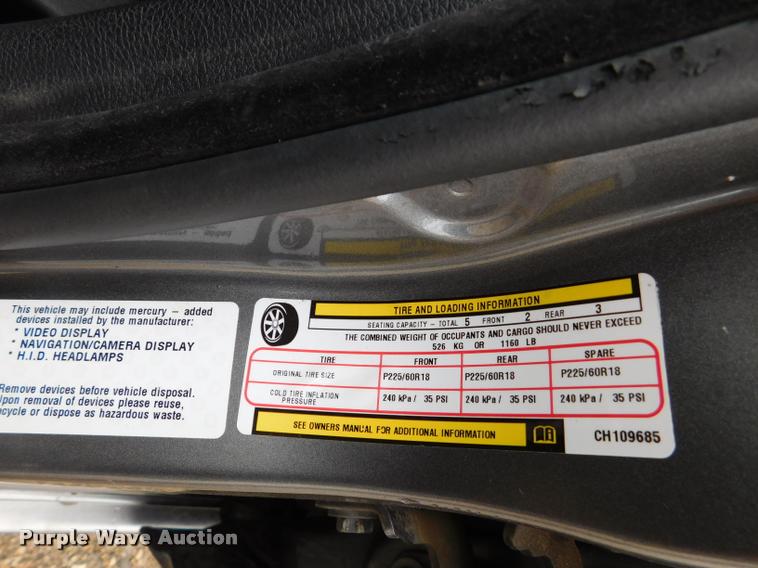 This vehicle may include mercury – added
devices installed by the manufacturer:
* VIDEO DISPLAY
* NAVIGATION/CAMERA DISPLAY
* H.I.D. HEADLAMPS
Remove devices before vehicle disposal.
Upon removal of devices please reuse,
ecycle or dispose as hazardous waste.
TIRE AND LOADING INFORMATION
SEATING CAPACITY – TOTAL 5 FRONT 2 REAR 3
THE COMBINED WEIGHT OF OCCUPANTS AND CARGO SHOULD NEVER EXCEED
526 KG OR 1160 LB
TIRE FRONT REAR SPARE
ORIGINAL TIRE SIZE P225/60R18 P225/60R18 P225/60R18
COLD TIRE INFLATION PRESSURE 240 kPa / 35 PSI 240 kPa / 35 PSI 240 kPa / 35 PSI
SEE OWNERS MANUAL FOR ADDITIONAL INFORMATION
CH109685
Purple Wave Auction